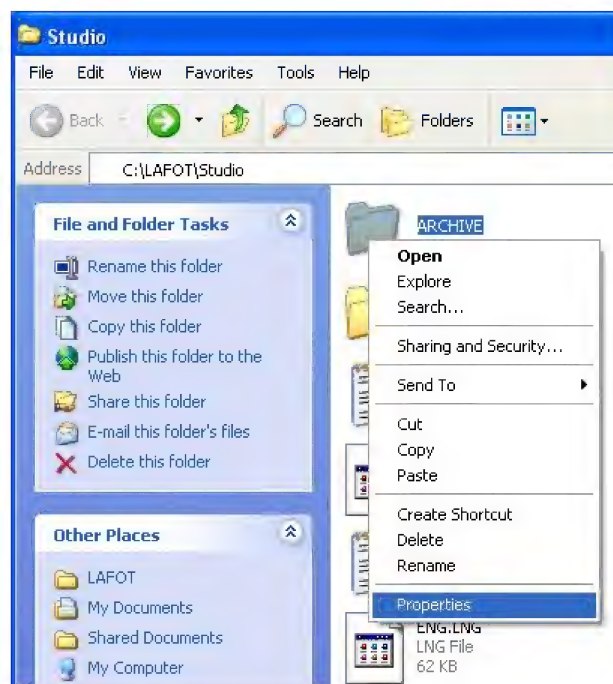 Studio
File Edit View Favorites Tools Help
Back Search Folders
Address C:\LAFOT\Studio
File and Folder Tasks
Rename this folder
Move this folder
Copy this folder
Publish this folder to the
Web
Share this folder
E-mail this folder's files
Delete this folder
Other Places
LAFOT
My Documents
Shared Documents
My Computer
ARCHIVE
Open
Explore
Search...
Sharing and Security...
Send To
Cut
Copy
Paste
Create Shortcut
Delete
Rename
Properties
ENG.LNG
LNG File
62 KB